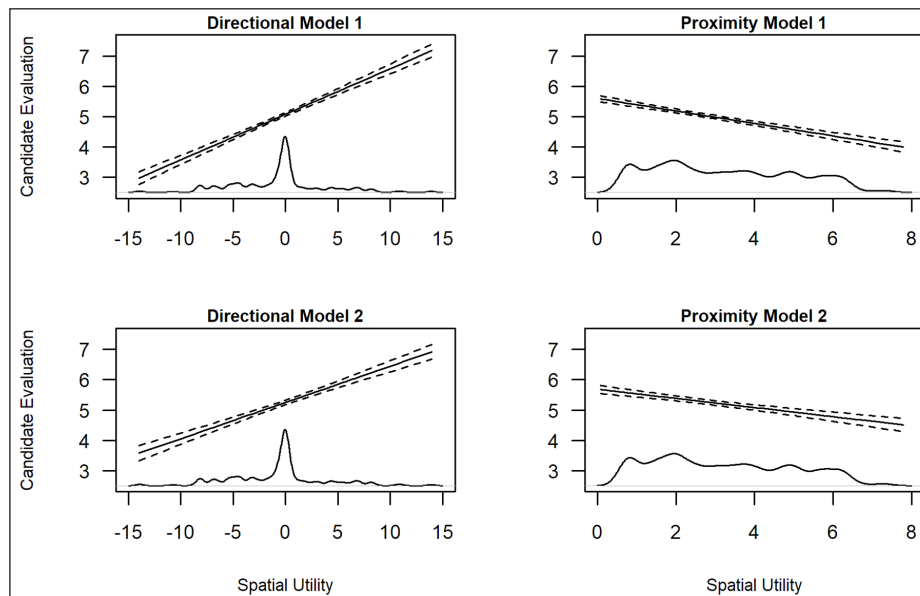 Directional Model 1
Proximity Model 1
Candidate Evaluation
7
6
5
4
3
-15 -10 -5 0 5 10 15
7
6
5
4
3
0 2 4 6 8
Directional Model 2
Proximity Model 2
Candidate Evaluation
7
6
5
4
3
-15 -10 -5 0 5 10 15
7
6
5
4
3
0 2 4 6 8
Spatial Utility
Spatial Utility